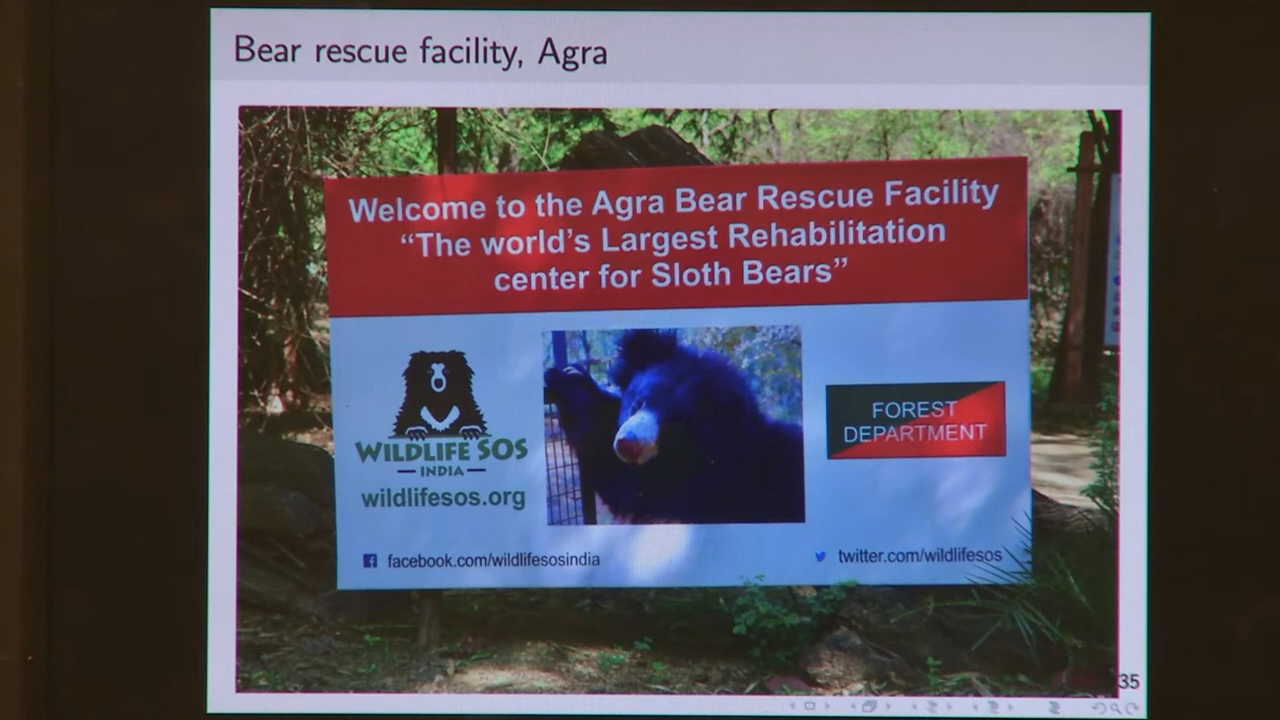 Bear rescue facility, Agra
Welcome to the Agra Bear Rescue Facility
“The world’s Largest Rehabilitation
center for Sloth Bears”
WILDLIFE SOS
INDIA
wildlifesos.org
FOREST
DEPARTMENT
facebook.com/wildlifesosindia
twitter.com/wildlifesos
35